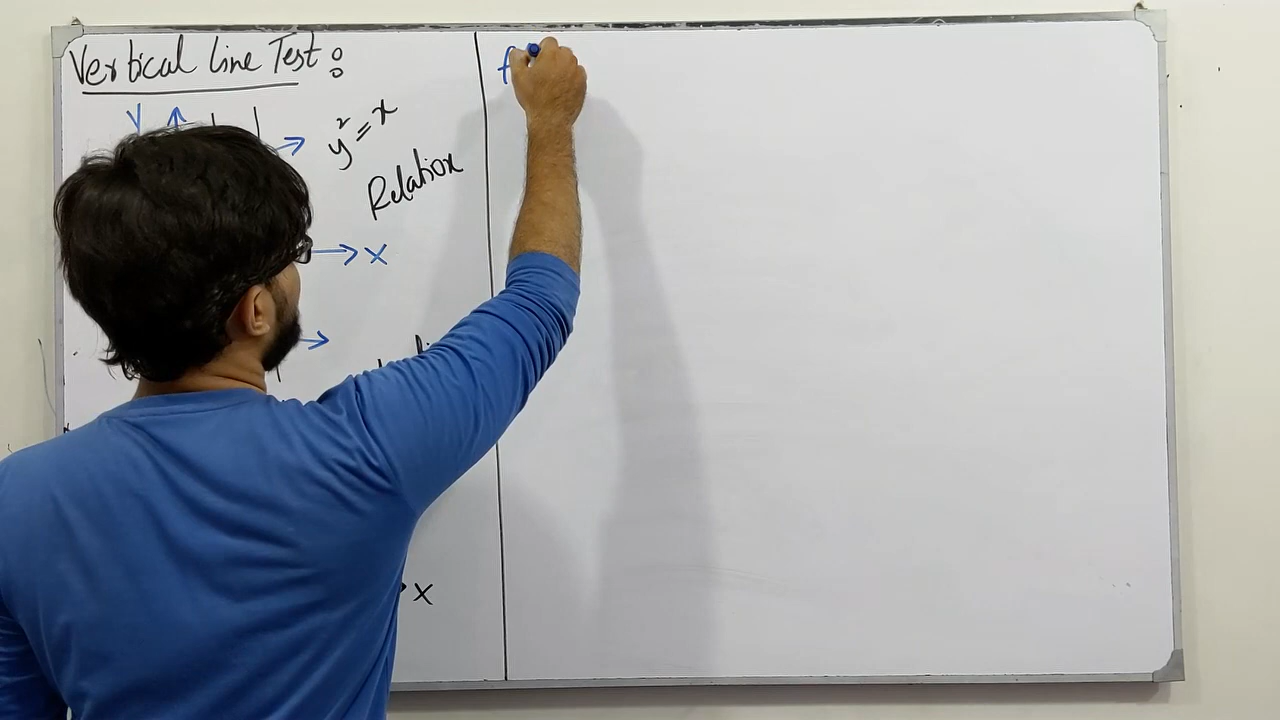 Vertical Line Test :
Y
y² = x
Relation
X
X
f